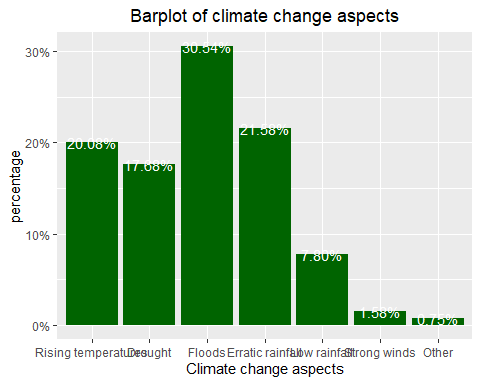 Barplot of climate change aspects
percentage
30%
20%
10%
0%
20.08%
17.68%
30.54%
21.58%
7.80%
1.58%
0.75%
Rising temperatures Drought Floods Erratic rainfall Low rainfall Strong winds Other
Climate change aspects